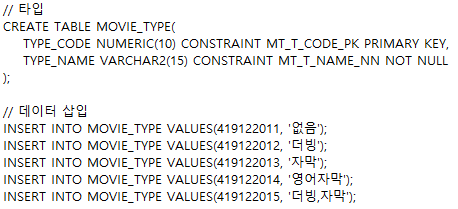 // 타입
CREATE TABLE MOVIE_TYPE(
TYPE_CODE NUMERIC(10) CONSTRAINT MT_T_CODE_PK PRIMARY KEY,
TYPE_NAME VARCHAR2(15) CONSTRAINT MT_T_NAME_NN NOT NULL
);
// 데이터 삽입
INSERT INTO MOVIE_TYPE VALUES(419122011, '없음');
INSERT INTO MOVIE_TYPE VALUES(419122012, '더빙');
INSERT INTO MOVIE_TYPE VALUES(419122013, '자막');
INSERT INTO MOVIE_TYPE VALUES(419122014, '영어자막');
INSERT INTO MOVIE_TYPE VALUES(419122015, '더빙,자막');